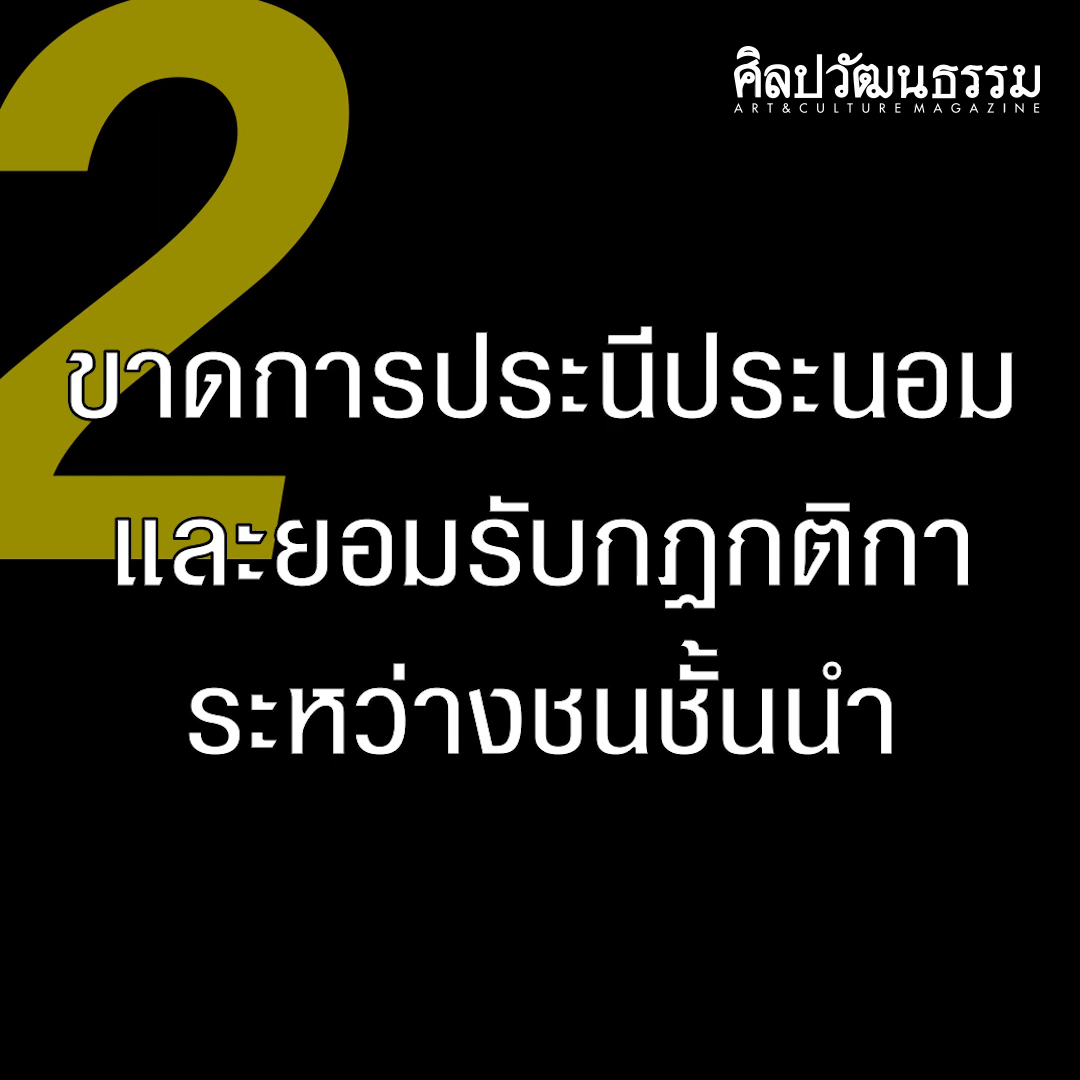 2
ศิลปวัฒนธรรม
ART&CULTURE MAGAZINE
ขาดการประนีประนอม
และยอมรับกฎกติกา
ระหว่างชนชั้นนำ